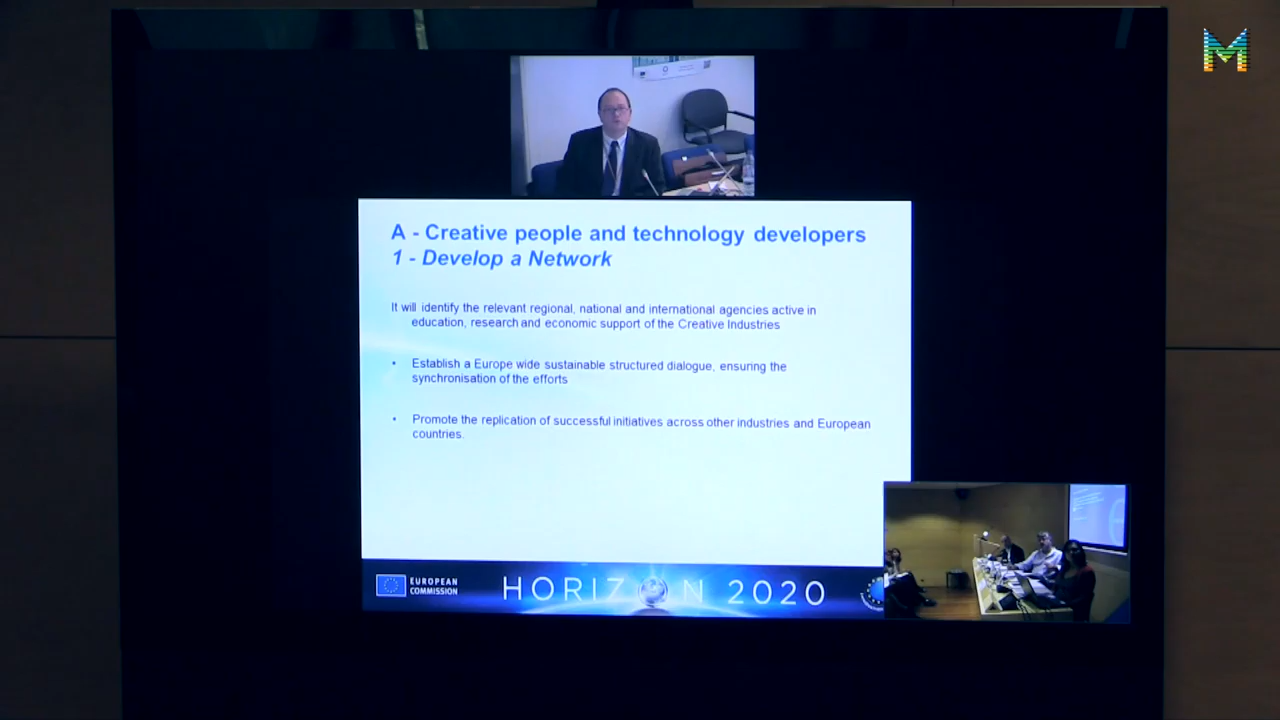 M
A - Creative people and technology developers
1 - Develop a Network
It will identify the relevant regional, national and international agencies active in
education, research and economic support of the Creative Industries
• Establish a Europe wide sustainable structured dialogue, ensuring the
synchronisation of the efforts
• Promote the replication of successful initiatives across other industries and European
countries.
EUROPEAN
COMMISSION
HORIZON 2020